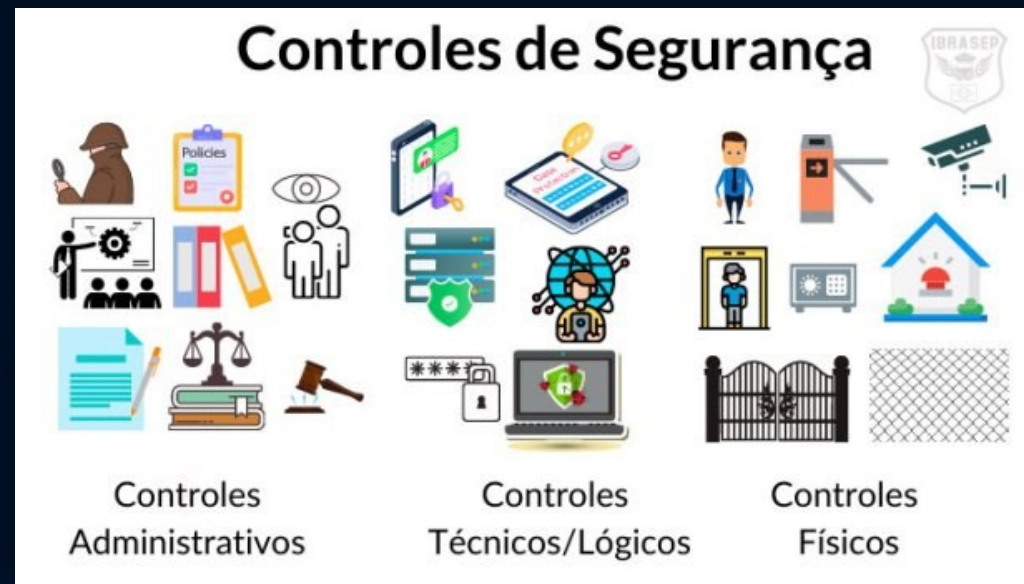 Controles de Segurança
IBRASEP
Policies
Data
Protection
****
Controles
Administrativos
Controles
Técnicos/Lógicos
Controles
Físicos